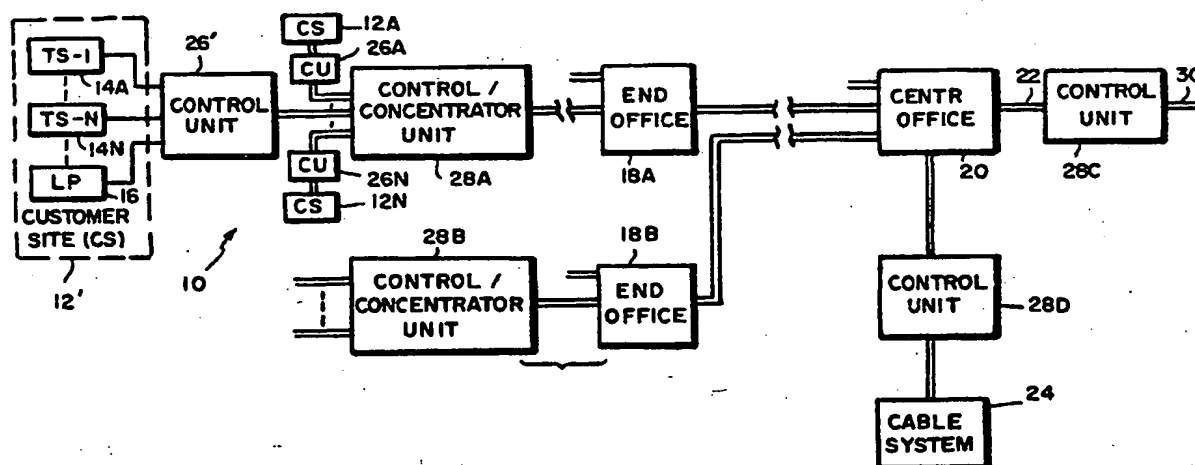 TS-1
14A
TS-N
14N
LP
16
CUSTOMER
SITE (CS)
12'
26'
CONTROL
UNIT
10
CS
12A
26A
CU
CONTROL /
CONCENTRATOR
UNIT
28A
CU
26N
CS
12N
END
OFFICE
18A
28B
CONTROL /
CONCENTRATOR
UNIT
18B
END
OFFICE
CENTR
OFFICE
20
22
CONTROL
UNIT
28C
30
CONTROL
UNIT
28D
24
CABLE
SYSTEM